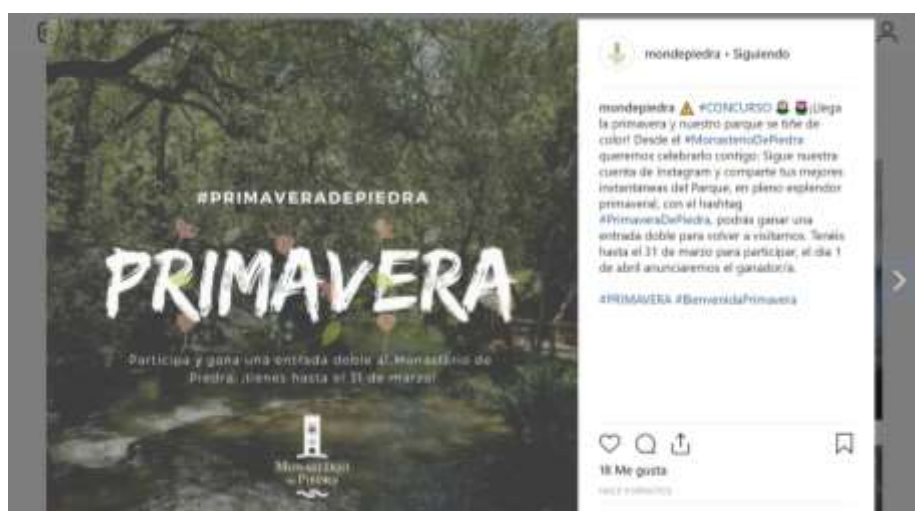 #PRIMAVERADEPIEDRA
PRIMAVERA
Participa y gana una entrada doble al Monasterio de
Piedra, ¡tienes hasta el 31 de marzo!
MONASTERIO
DE PIEDRA
mondepiedra • Siguiendo
mondepiedra ⚠ #CONCURSO ¡Llega
la primavera y nuestro parque se tiñe de
color! Desde el #MonasterioDePiedra
queremos celebrarlo contigo: Sigue nuestra
cuenta de Instagram y comparte tus mejores
instantáneas del Parque, en pleno esplendor
primaveral, con el hashtag
#PrimaveraDePiedra, podrás ganar una
entrada doble para volver a visitarnos. Tenéis
hasta el 31 de marzo para participar, el día 1
de abril anunciaremos el ganador/a.
#PRIMAVERA #BienvenidaPrimavera
18 Me gusta